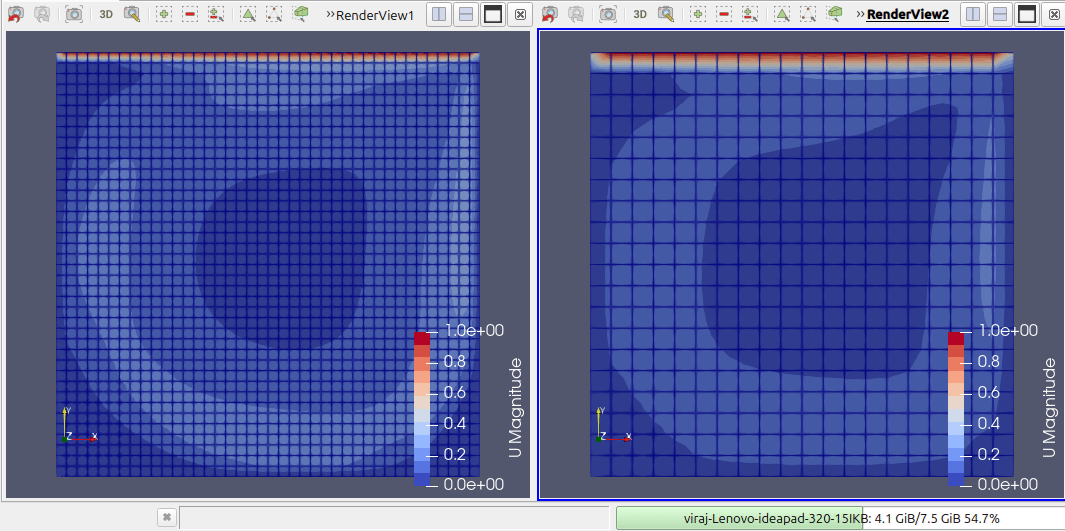 3D
»RenderView1
3D
»RenderView2
1.0e+00
0.8
0.6
0.4
0.2
0.0e+00
U Magnitude
Y
Z
X
1.0e+00
0.8
0.6
0.4
0.2
0.0e+00
U Magnitude
Y
Z
X
viraj-Lenovo-ideapad-320-15IKB: 4.1 GiB/7.5 GiB 54.7%